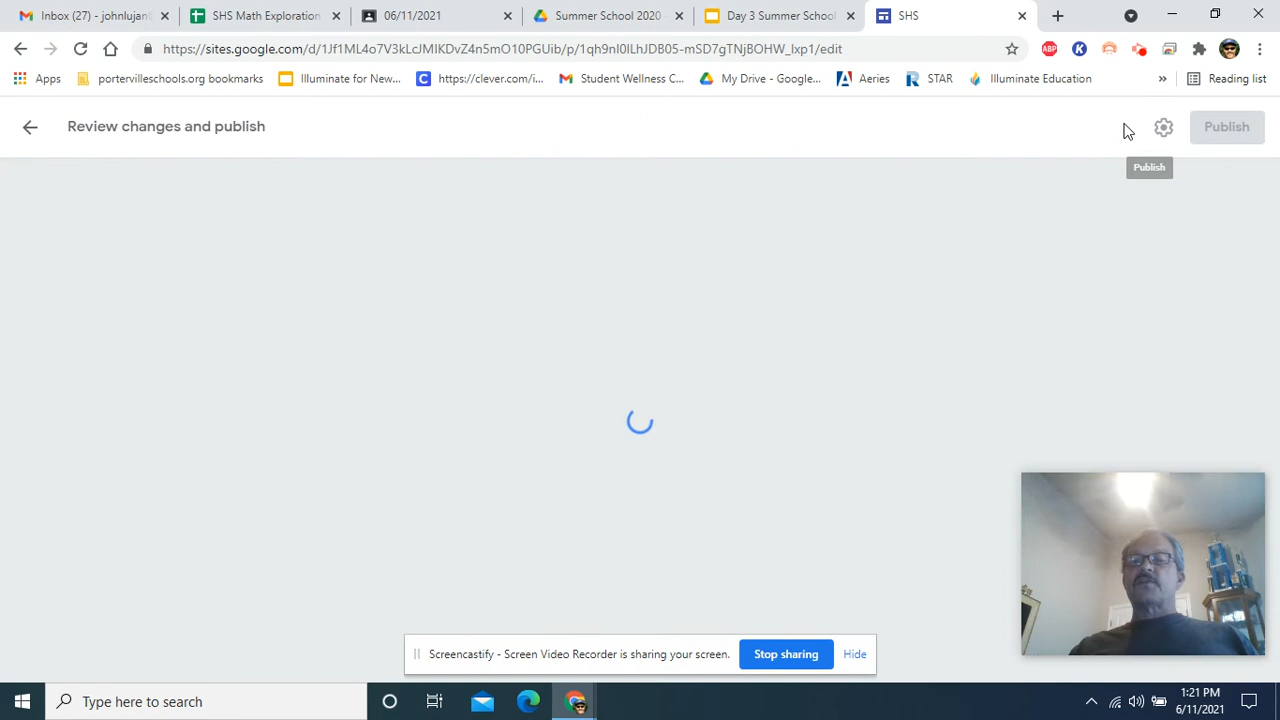 Inbox (27) - johnlujan@
SHS Math Exploration
06/11/2021
Summer School 2020 -
Day 3 Summer School
SHS
https://sites.google.com/d/1Jf1ML4o7V3kLcJMIKDvZ4n5mO10PGUib/p/1qh9nI0lLhJDB05-mSD7gTNjBOHW_lxp1/edit
Apps
portervilleschools.org bookmarks
Illuminate for New...
https://clever.com/i...
Student Wellness C...
My Drive - Google...
Aeries
STAR
Illuminate Education
»
Reading list
Review changes and publish
Publish
Publish
Screencastify - Screen Video Recorder is sharing your screen.
Stop sharing
Hide
Type here to search
1:21 PM
6/11/2021